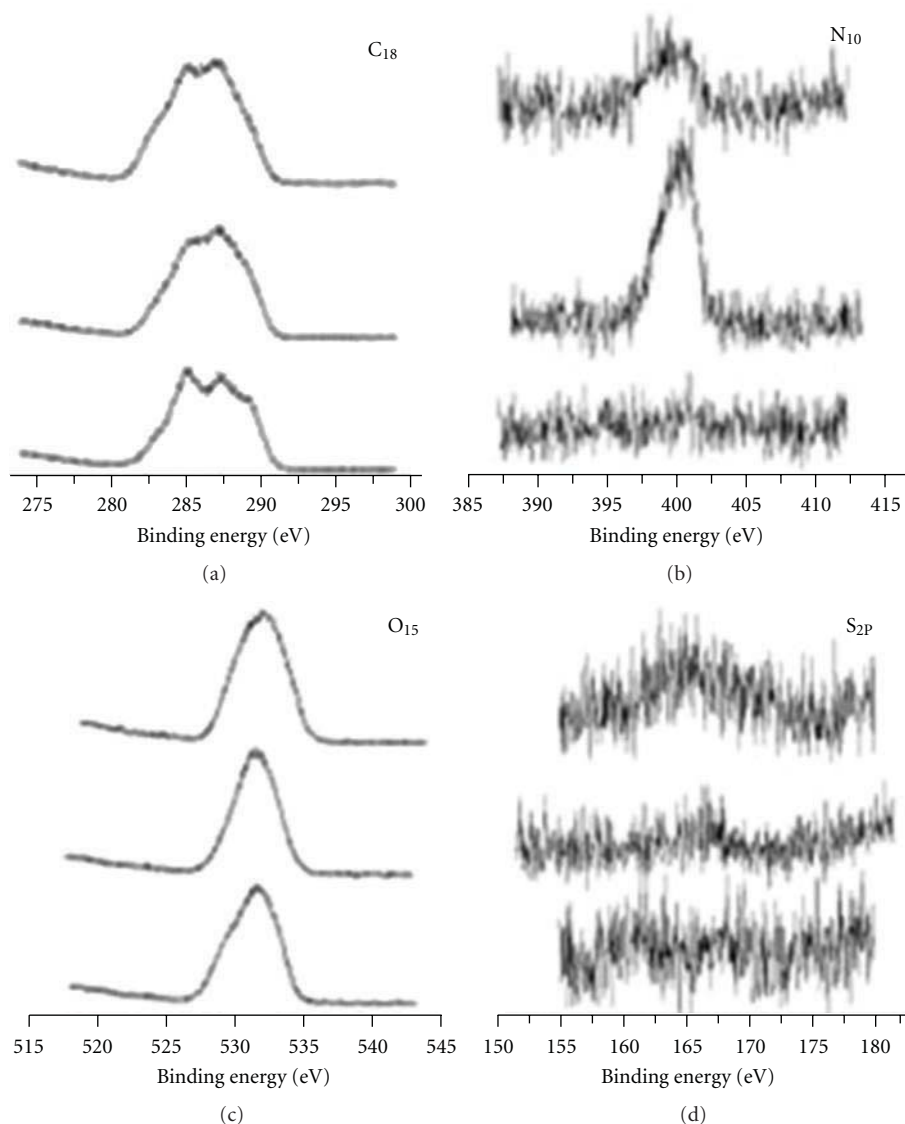 C₁₈
275 280 285 290 295 300
Binding energy (eV)
(a)
N₁₀
385 390 395 400 405 410 415
Binding energy (eV)
(b)
O₁₅
515 520 525 530 535 540 545
Binding energy (eV)
(c)
S₂P
150 155 160 165 170 175 180
Binding energy (eV)
(d)